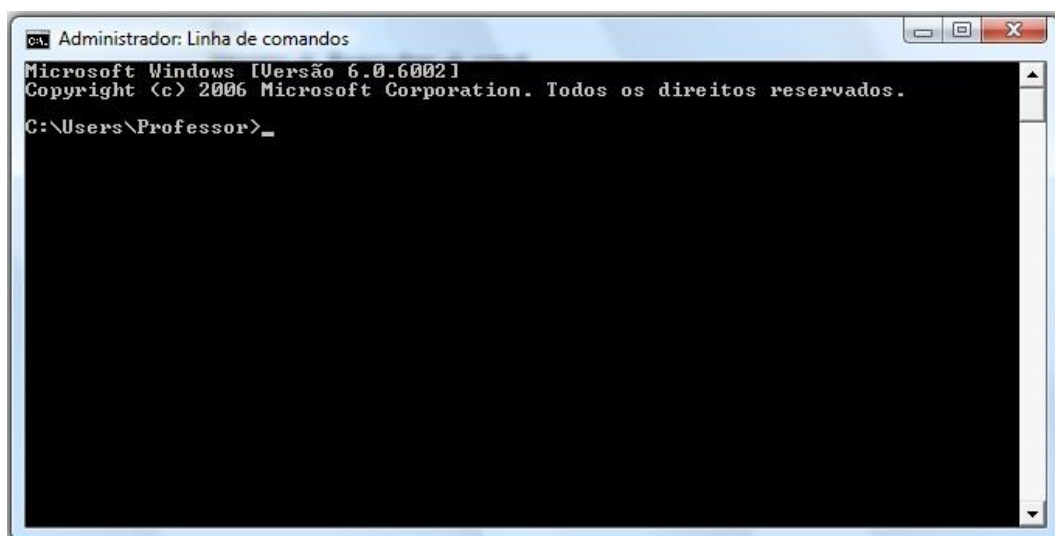 Administrador: Linha de comandos
Microsoft Windows [Versão 6.0.6002]
Copyright (c) 2006 Microsoft Corporation. Todos os direitos reservados.
C:\Users\Professor>_